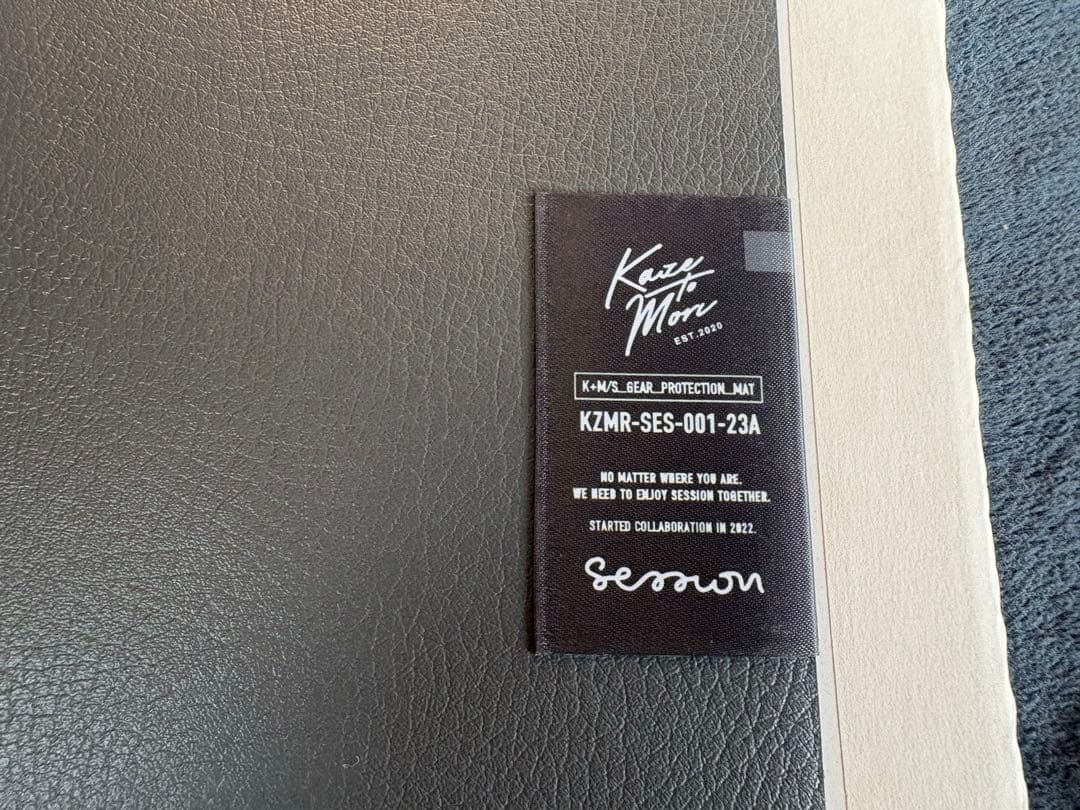 Kaze
to
Mori
EST.2020
K+M/S_GEAR_PROTECTION_MAT
KZMR-SES-001-23A
NO MATTER WHERE YOU ARE.
WE NEED TO ENJOY SESSION TOGETHER.
STARTED COLLABORATION IN 2022.
session